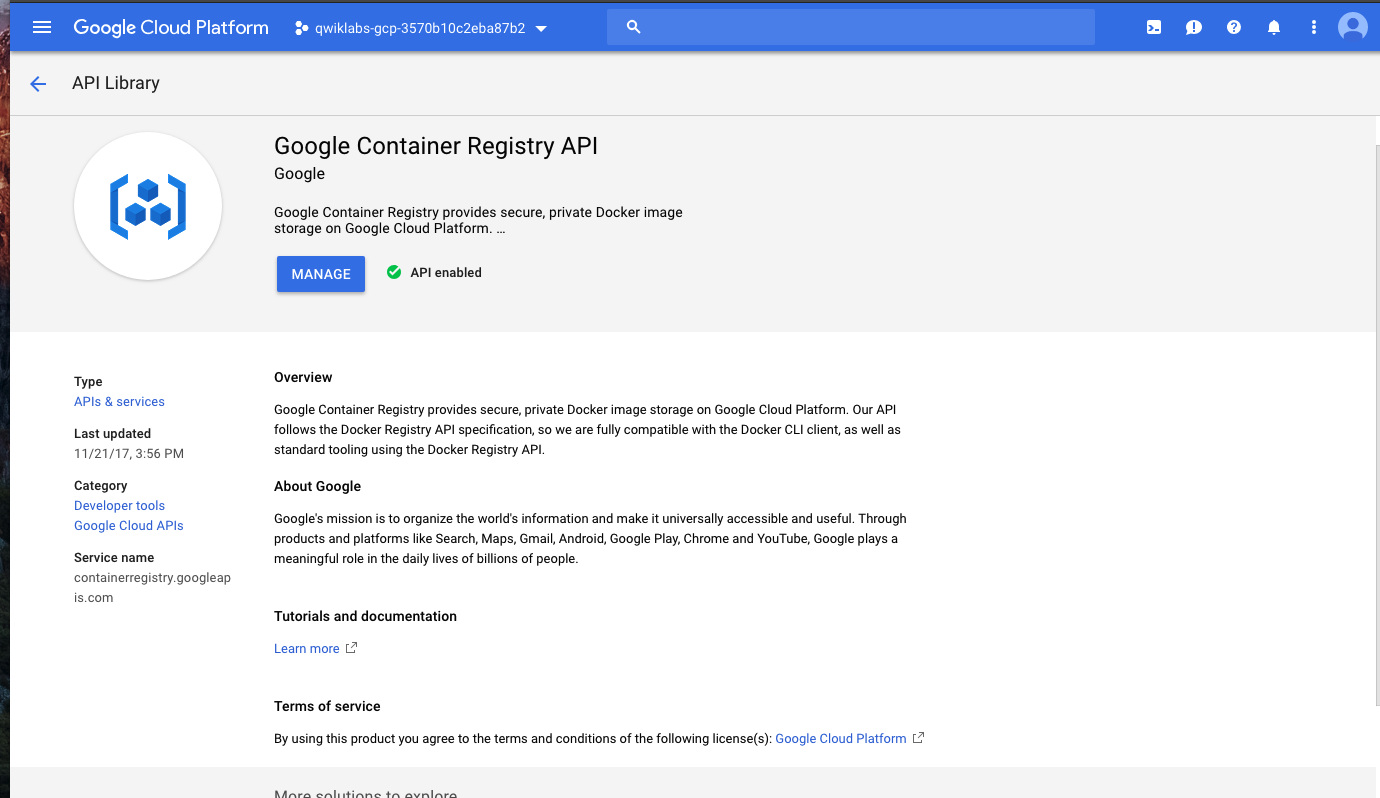 Google Cloud Platform
qwiklabs-gcp-3570b10c2eba87b2
API Library
Google Container Registry API
Google
Google Container Registry provides secure, private Docker image
storage on Google Cloud Platform. …
MANAGE
API enabled
Type
APIs & services
Last updated
11/21/17, 3:56 PM
Category
Developer tools
Google Cloud APIs
Service name
containerregistry.googleap
is.com
Overview
Google Container Registry provides secure, private Docker image storage on Google Cloud Platform. Our API
follows the Docker Registry API specification, so we are fully compatible with the Docker CLI client, as well as
standard tooling using the Docker Registry API.
About Google
Google's mission is to organize the world's information and make it universally accessible and useful. Through
products and platforms like Search, Maps, Gmail, Android, Google Play, Chrome and YouTube, Google plays a
meaningful role in the daily lives of billions of people.
Tutorials and documentation
Learn more
Terms of service
By using this product you agree to the terms and conditions of the following license(s): Google Cloud Platform
More solutions to explore